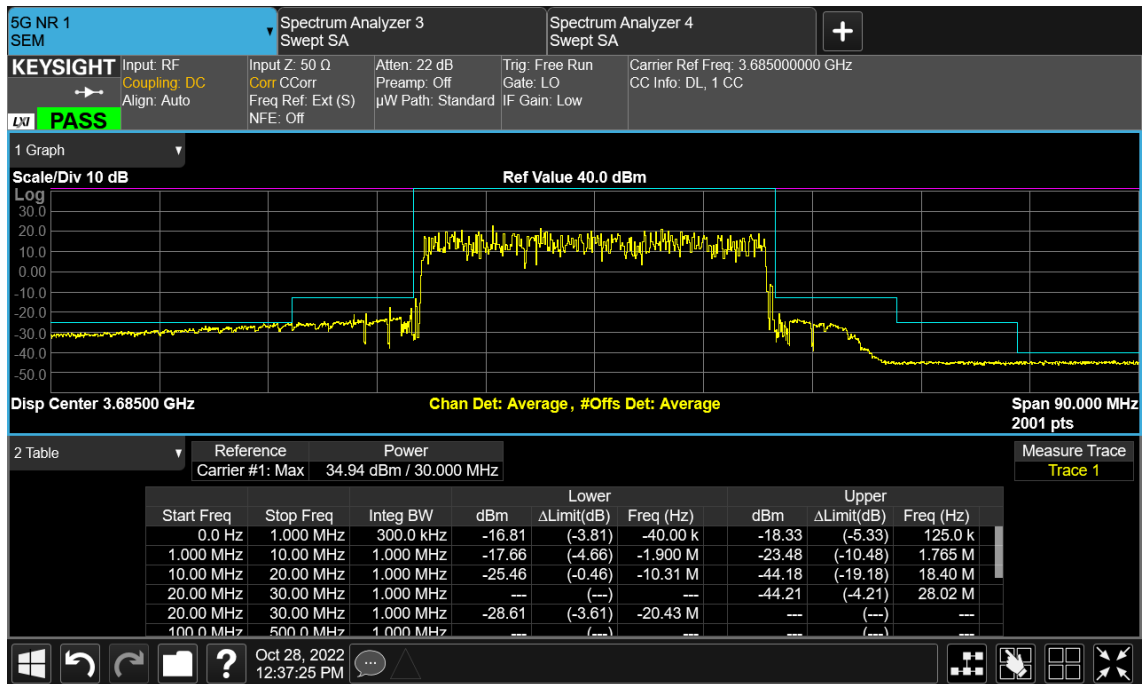 5G NR 1
SEM
Spectrum Analyzer 3
Swept SA
Spectrum Analyzer 4
Swept SA
KEYSIGHT
LXI
PASS
Input: RF
Coupling: DC
Align: Auto
Input Z: 50 Ω
Corr CCorr
Freq Ref: Ext (S)
NFE: Off
Atten: 22 dB
Preamp: Off
µW Path: Standard
Trig: Free Run
Gate: LO
IF Gain: Low
Carrier Ref Freq: 3.685000000 GHz
CC Info: DL, 1 CC
1 Graph
Scale/Div 10 dB
Ref Value 40.0 dBm
Log
30.0
20.0
10.0
0.00
-10.0
-20.0
-30.0
-40.0
-50.0
Disp Center 3.68500 GHz
Chan Det: Average, #Offs Det: Average
Span 90.000 MHz
2001 pts
2 Table
Reference Power
Carrier #1: Max 34.94 dBm / 30.000 MHz
Measure Trace
Trace 1
Lower Upper
Start Freq Stop Freq Integ BW dBm ΔLimit(dB) Freq (Hz) dBm ΔLimit(dB) Freq (Hz)
0.0 Hz 1.000 MHz 300.0 kHz -16.81 (-3.81) -40.00 k -18.33 (-5.33) 125.0 k
1.000 MHz 10.00 MHz 1.000 MHz -17.66 (-4.66) -1.900 M -23.48 (-10.48) 1.765 M
10.00 MHz 20.00 MHz 1.000 MHz -25.46 (-0.46) -10.31 M -44.18 (-19.18) 18.40 M
20.00 MHz 30.00 MHz 1.000 MHz --- (---) --- -44.21 (-4.21) 28.02 M
20.00 MHz 30.00 MHz 1.000 MHz -28.61 (-3.61) -20.43 M --- (---) ---
100.0 MHz 500.0 MHz 1.000 MHz --- (---) --- --- (---) ---
?
Oct 28, 2022
12:37:25 PM